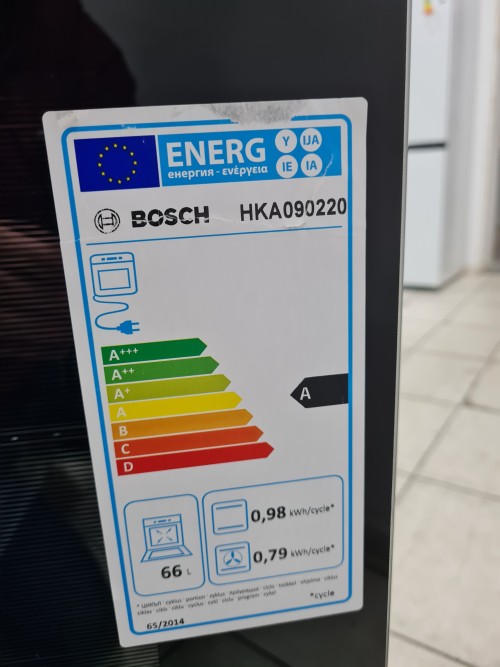 ENERG Y IJA
енергия · ενέργεια IE IA
BOSCH HKA090220
A+++
A++
A+
A
A
B
C
D
0,98 kWh/cycle*
0,79 kWh/cycle*
66 L
*cycle
65/2014